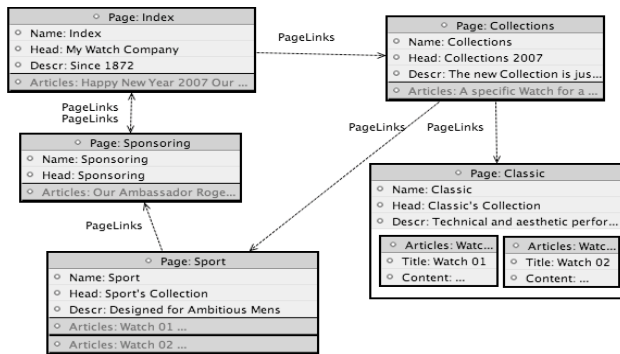 Page: Index
Name: Index
Head: My Watch Company
Descr: Since 1872
Articles: Happy New Year 2007 Our ...
PageLinks
Page: Collections
Name: Collections
Head: Collections 2007
Descr: The new Collection is jus...
Articles: A specific Watch for a ...
PageLinks
PageLinks
Page: Sponsoring
Name: Sponsoring
Head: Sponsoring
Articles: Our Ambassador Roge...
PageLinks
PageLinks
PageLinks
Page: Classic
Name: Classic
Head: Classic's Collection
Descr: Technical and aesthetic perfor...
Articles: Watc...
Title: Watch 01
Content: ...
Articles: Watc...
Title: Watch 02
Content: ...
Page: Sport
Name: Sport
Head: Sport's Collection
Descr: Designed for Ambitious Mens
Articles: Watch 01 ...
Articles: Watch 02 ...